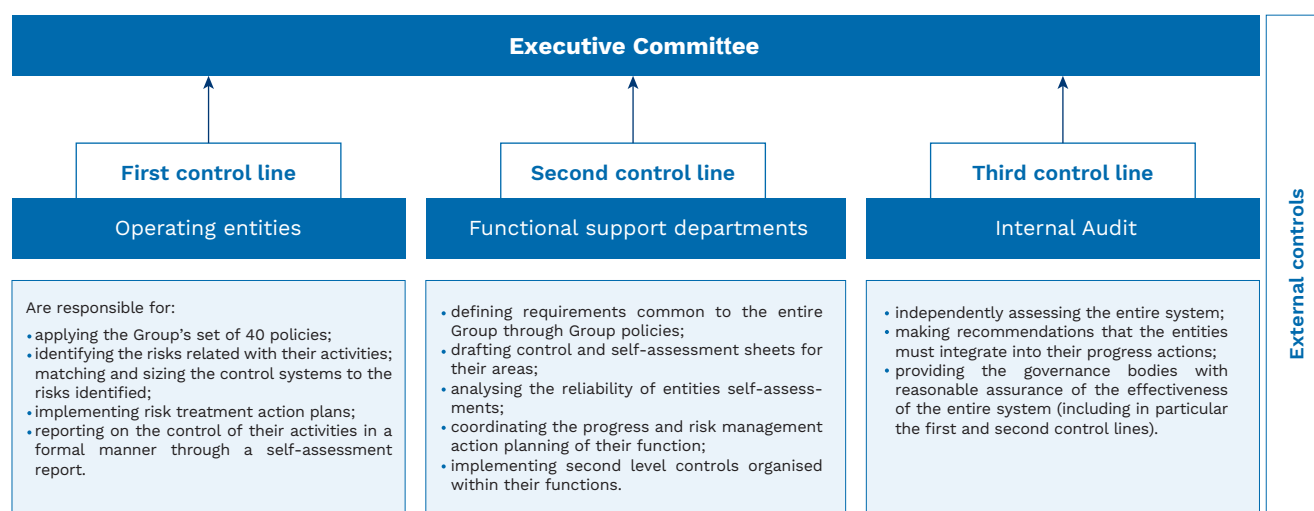 Executive Committee
First control line
Operating entities
Are responsible for:
• applying the Group's set of 40 policies;
• identifying the risks related with their activities;
matching and sizing the control systems to the
risks identified;
• implementing risk treatment action plans;
• reporting on the control of their activities in a
formal manner through a self-assessment
report.
Second control line
Functional support departments
• defining requirements common to the entire
Group through Group policies;
• drafting control and self-assessment sheets for
their areas;
• analysing the reliability of entities self-assess-
ments;
• coordinating the progress and risk management
action planning of their function;
• implementing second level controls organised
within their functions.
Third control line
Internal Audit
• independently assessing the entire system;
• making recommendations that the entities
must integrate into their progress actions;
• providing the governance bodies with
reasonable assurance of the effectiveness
of the entire system (including in particular
the first and second control lines).
External controls